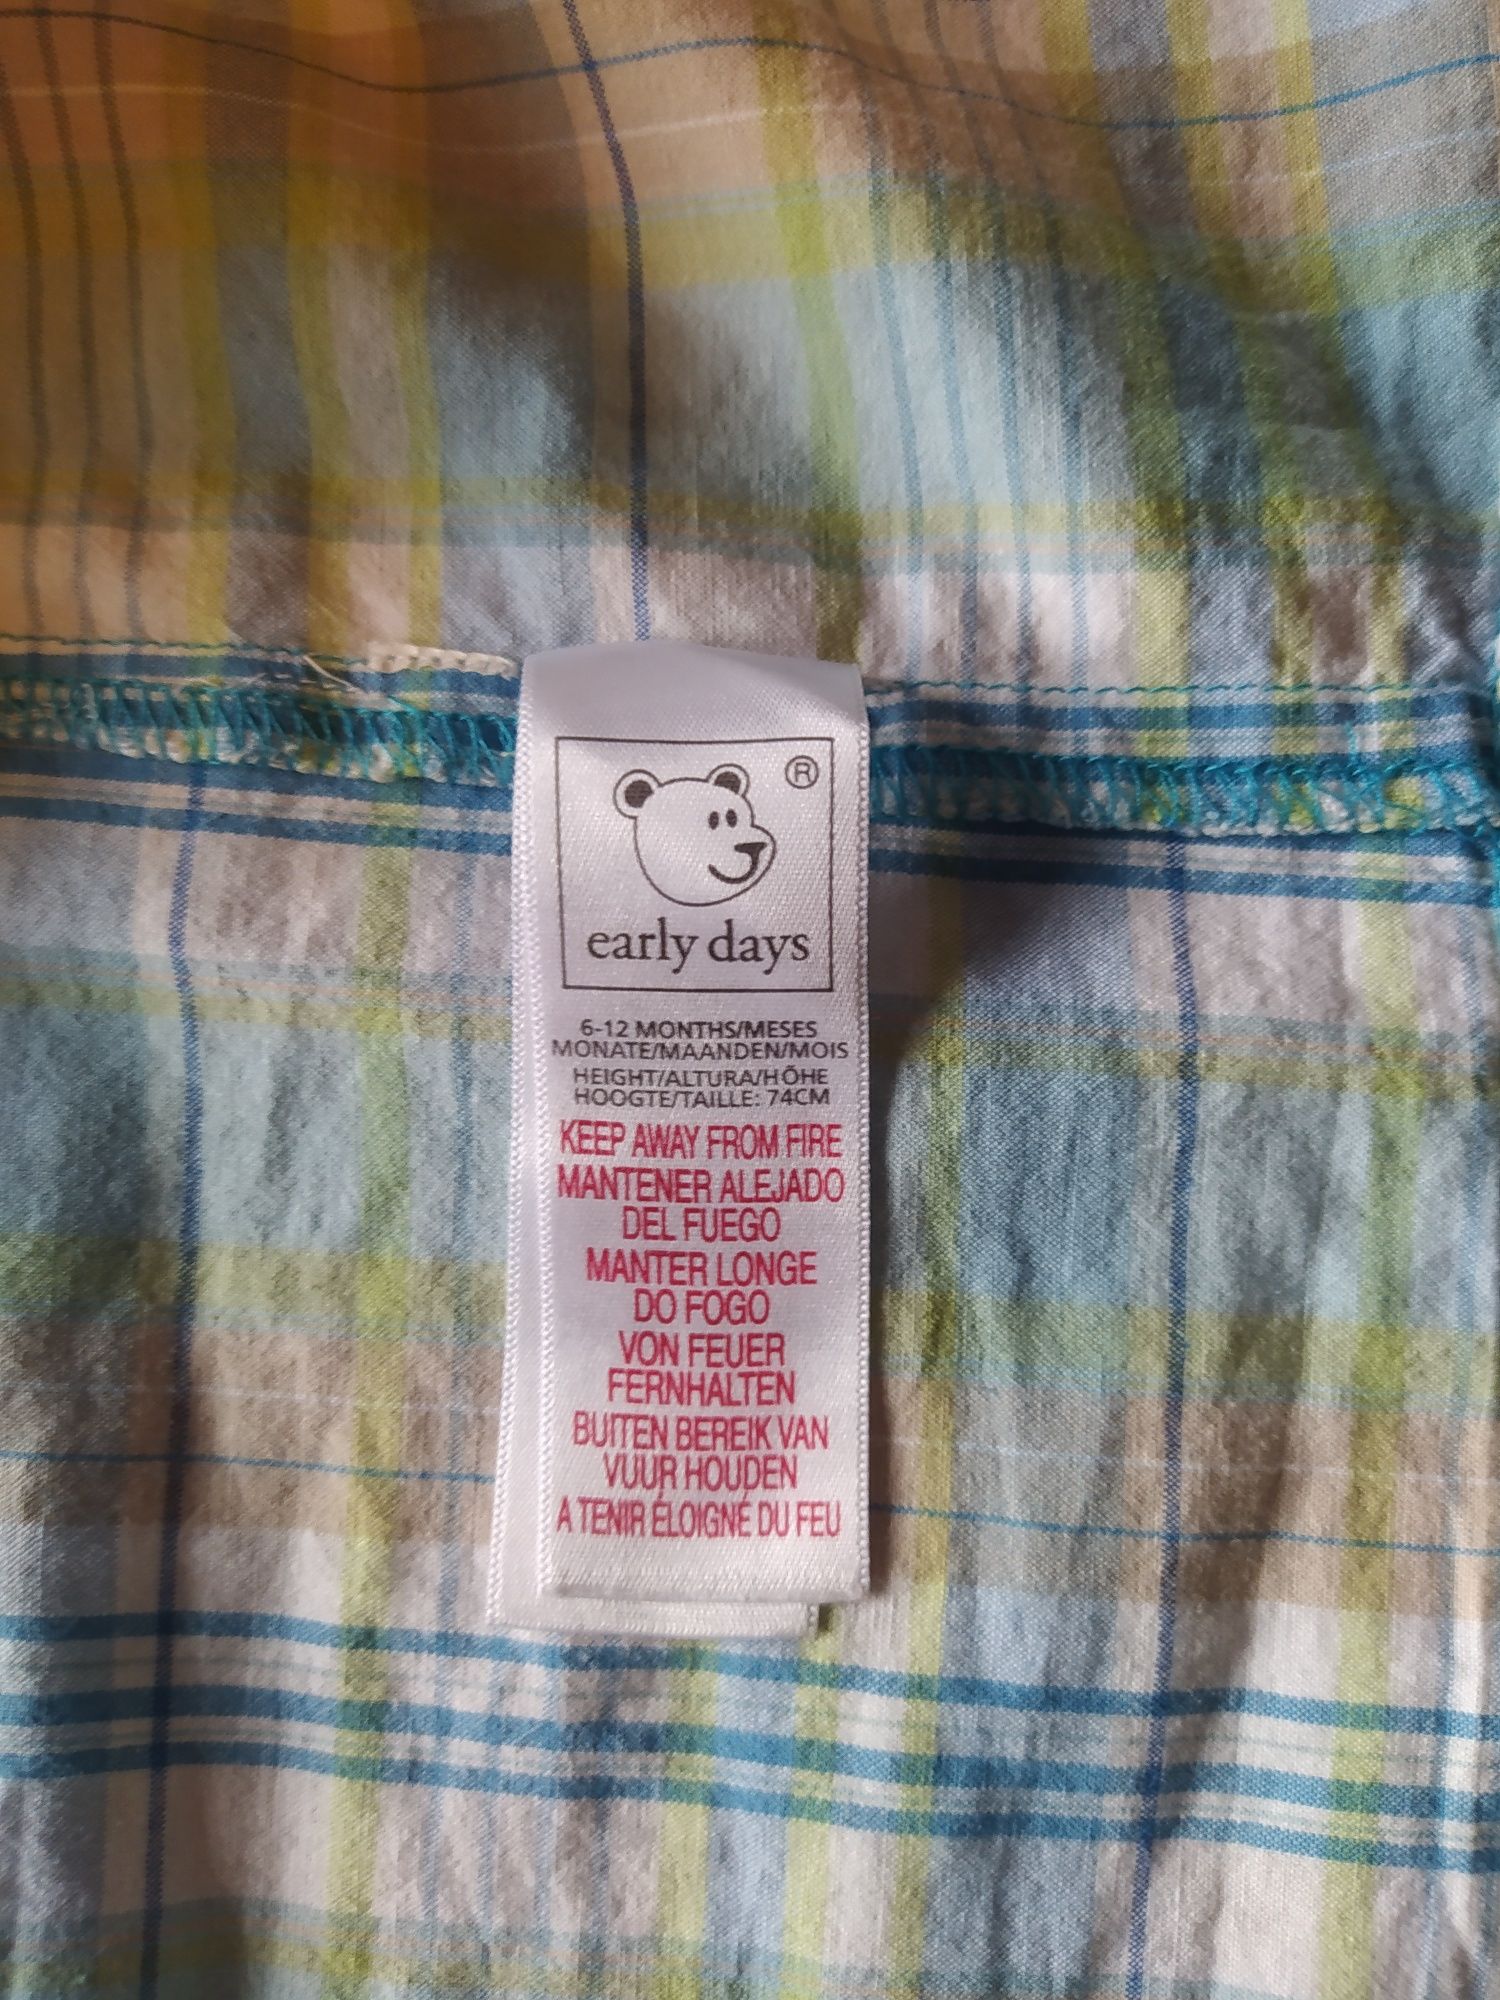 ®
early days
6-12 MONTHS/MESES
MONATE/MAANDEN/MOIS
HEIGHT/ALTURA/HÖHE
HOOGTE/TAILLE: 74CM
KEEP AWAY FROM FIRE
MANTENER ALEJADO
DEL FUEGO
MANTER LONGE
DO FOGO
VON FEUER
FERNHALTEN
BUITEN BEREIK VAN
VUUR HOUDEN
A TENIR ÉLOIGNÉ DU FEU